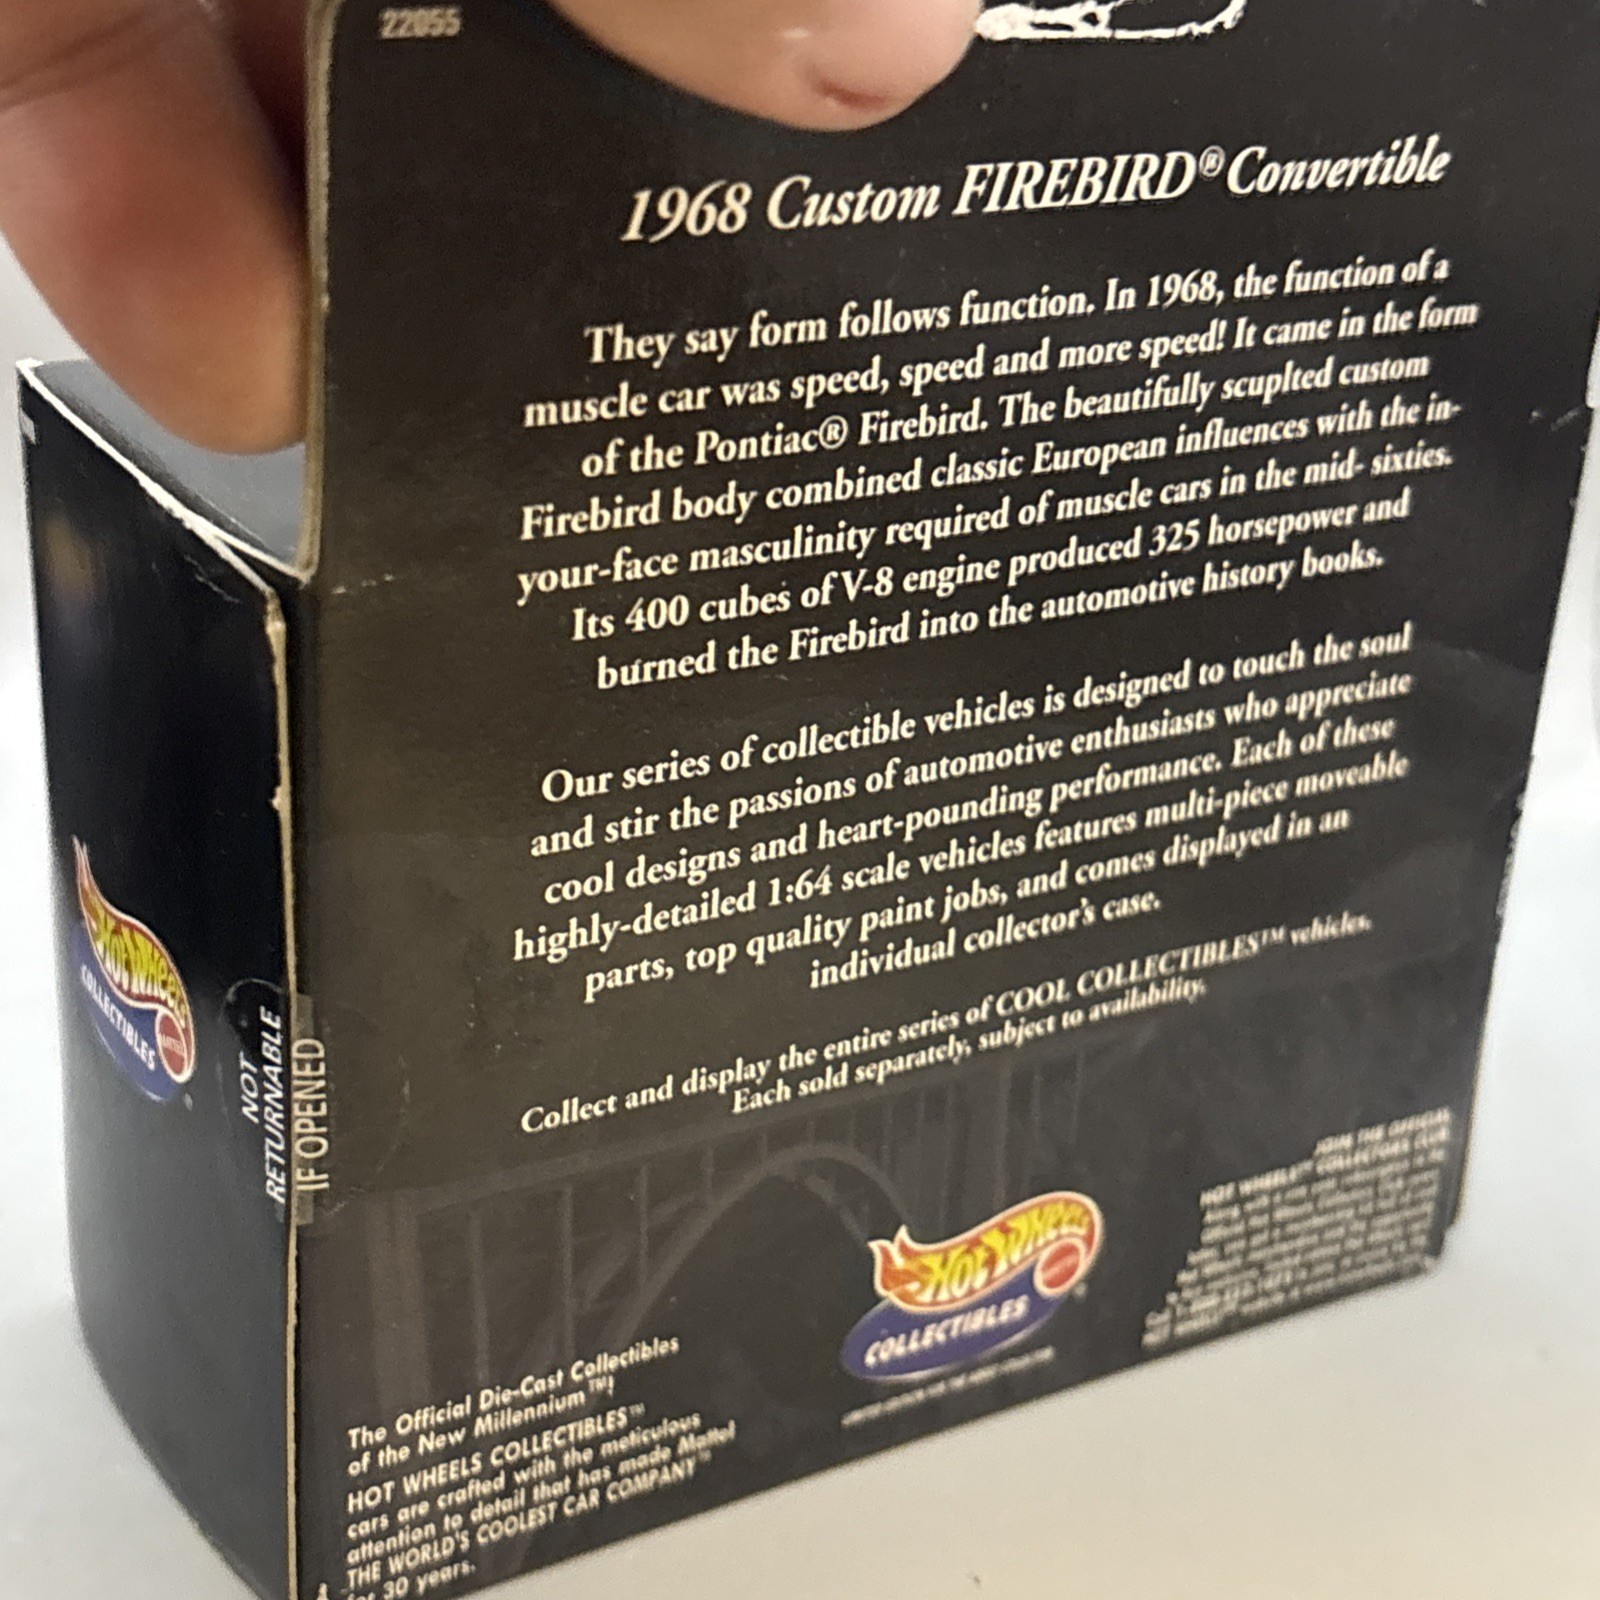 22055
1968 Custom FIREBIRD® Convertible
They say form follows function. In 1968, the function of a
muscle car was speed, speed and more speed! It came in the form
of the Pontiac® Firebird. The beautifully scuplted custom
Firebird body combined classic European influences with the in-
your-face masculinity required of muscle cars in the mid- sixties.
Its 400 cubes of V-8 engine produced 325 horsepower and
burned the Firebird into the automotive history books.
Our series of collectible vehicles is designed to touch the soul
and stir the passions of automotive enthusiasts who appreciate
cool designs and heart-pounding performance. Each of these
highly-detailed 1:64 scale vehicles features multi-piece moveable
parts, top quality paint jobs, and comes displayed in an
individual collector's case.
Collect and display the entire series of COOL COLLECTIBLES™ vehicles.
Each sold separately, subject to availability.
Hot Wheels
COLLECTIBLES
MATTEL
NOT
RETURNABLE
IF OPENED
The Official Die-Cast Collectibles
of the New Millennium™!
HOT WHEELS COLLECTIBLES™
cars are crafted with the meticulous
attention to detail that has made Mattel
THE WORLD'S COOLEST CAR COMPANY™
for 30 years.
Hot Wheels
MATTEL
COLLECTIBLES
JOIN THE OFFICIAL
HOT WHEELS™ COLLECTORS CLUB